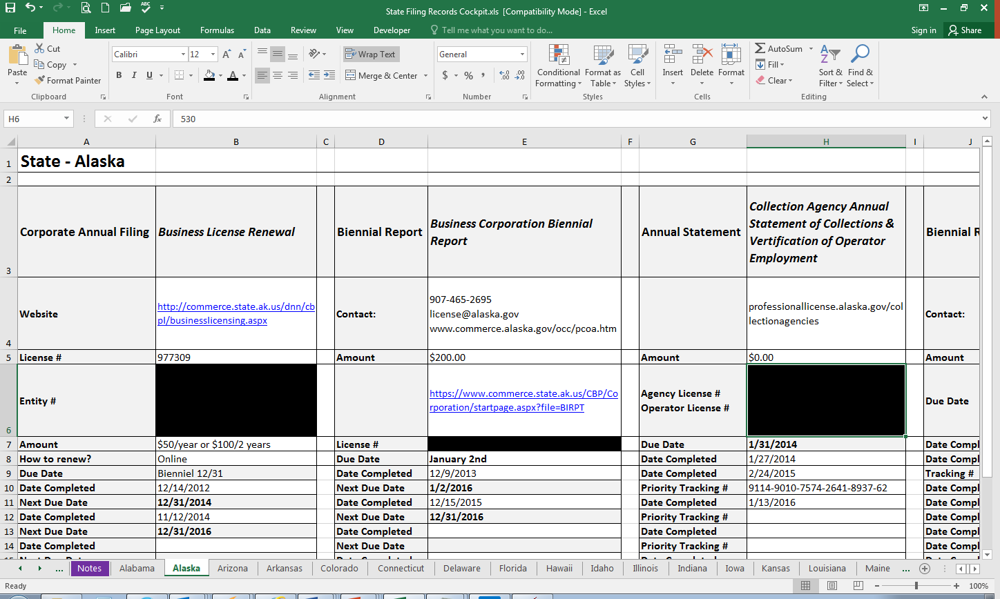 State Filing Records Cockpit.xls  [Compatibility Mode] - Excel
File Home Insert Page Layout Formulas Data Review View Developer Tell me what you want to do... Sign in Share
Paste Cut Copy Format Painter Clipboard
Calibri 12 B I U A Font
Wrap Text Merge & Center Alignment
General $ % , Number
Conditional Formatting Format as Table Cell Styles Styles
Insert Delete Format Cells
AutoSum Fill Clear Sort & Filter Find & Select Editing
H6 fx 530
A B C D E F G H I J
1 State - Alaska
2
3 Corporate Annual Filing Business License Renewal Biennial Report Business Corporation Biennial Report Annual Statement Collection Agency Annual Statement of Collections & Vertification of Operator Employment Biennial R
4 Website http://commerce.state.ak.us/dnn/cbpl/businesslicensing.aspx Contact: 907-465-2695 license@alaska.gov www.commerce.alaska.gov/occ/pcoa.htm professionallicense.alaska.gov/collectionagencies Contact:
5 License # 977309 Amount $200.00 Amount $0.00 Amount
6 Entity # https://www.commerce.state.ak.us/CBP/Corporation/startpage.aspx?file=BIRPT Agency License # Operator License # Due Date
7 Amount $50/year or $100/2 years License # Due Date 1/31/2014 Date Compl
8 How to renew? Online Due Date January 2nd Date Completed 1/27/2014 Date Compl
9 Due Date Bienniel 12/31 Date Completed 12/9/2013 Date Completed 2/24/2015 Tracking #
10 Date Completed 12/14/2012 Next Due Date 1/2/2016 Priority Tracking # 9114-9010-7574-2641-8937-62 Date Compl
11 Next Due Date 12/31/2014 Date Completed 12/15/2015 Date Completed 1/13/2016 Date Compl
12 Date Completed 11/12/2014 Next Due Date 12/31/2016 Priority Tracking # Date Compl
13 Next Due Date 12/31/2016 Date Completed Date Completed Date Compl
14 Date Completed Next Due Date Priority Tracking # Date Compl
... Notes Alabama Alaska Arizona Arkansas Colorado Connecticut Delaware Florida Hawaii Idaho Illinois Indiana Iowa Kansas Louisiana Maine ...
Ready 100%